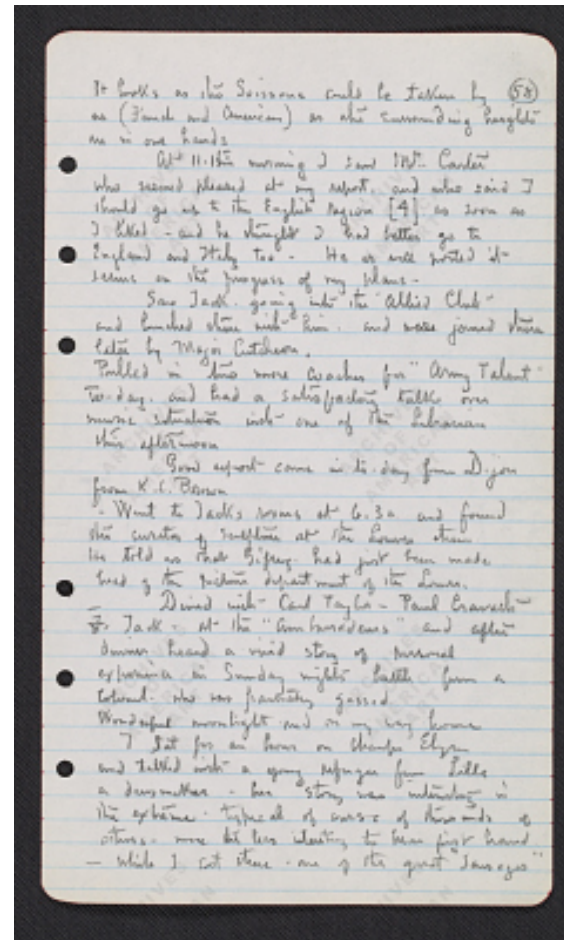 It looks as tho Soissons could be taken by (58)
us (French and American) as the surrounding heights
are in our hands
At 11. this morning I saw Mr. Carter
who seemed pleased at my report. and who said I
should go up to the English region [4] as soon as
I liked - and he thought I had better go to
England and Italy too - He is well posted it
seems on the progress of my plans -
Saw Jack. going into the Allied Club -
and lunched there with him. and were joined there
later by Major Cutcheon.
Pulled in two more coaches for "Army Talent"
to-day. and had a satisfactory talk over
music situation with one of the Librarian
this afternoon
Good report came in to-day from Dijon
from K. C. Brown
- Went to Jack's rooms at 6.30 and found
the curator of sculpture at the Louvre there
he told us that had just been made
head of the picture department of the Louvre.
Dined with Carl Taylor - Paul
Jack - at the "Ambassadeurs" and after
dinner heard a vivid story of personal
experience in Sunday nights battle from a
Colonel. who was gassed
Wonderful moonlight and on my way home
I sat for an hour on Champs Elysee
and talked with a young refugee from Lille
a dressmaker - her story was interesting in
the extreme - typical of course of thousands of
others. none the less interesting to hear first hand
- while I sat there - one of the great "sausages"